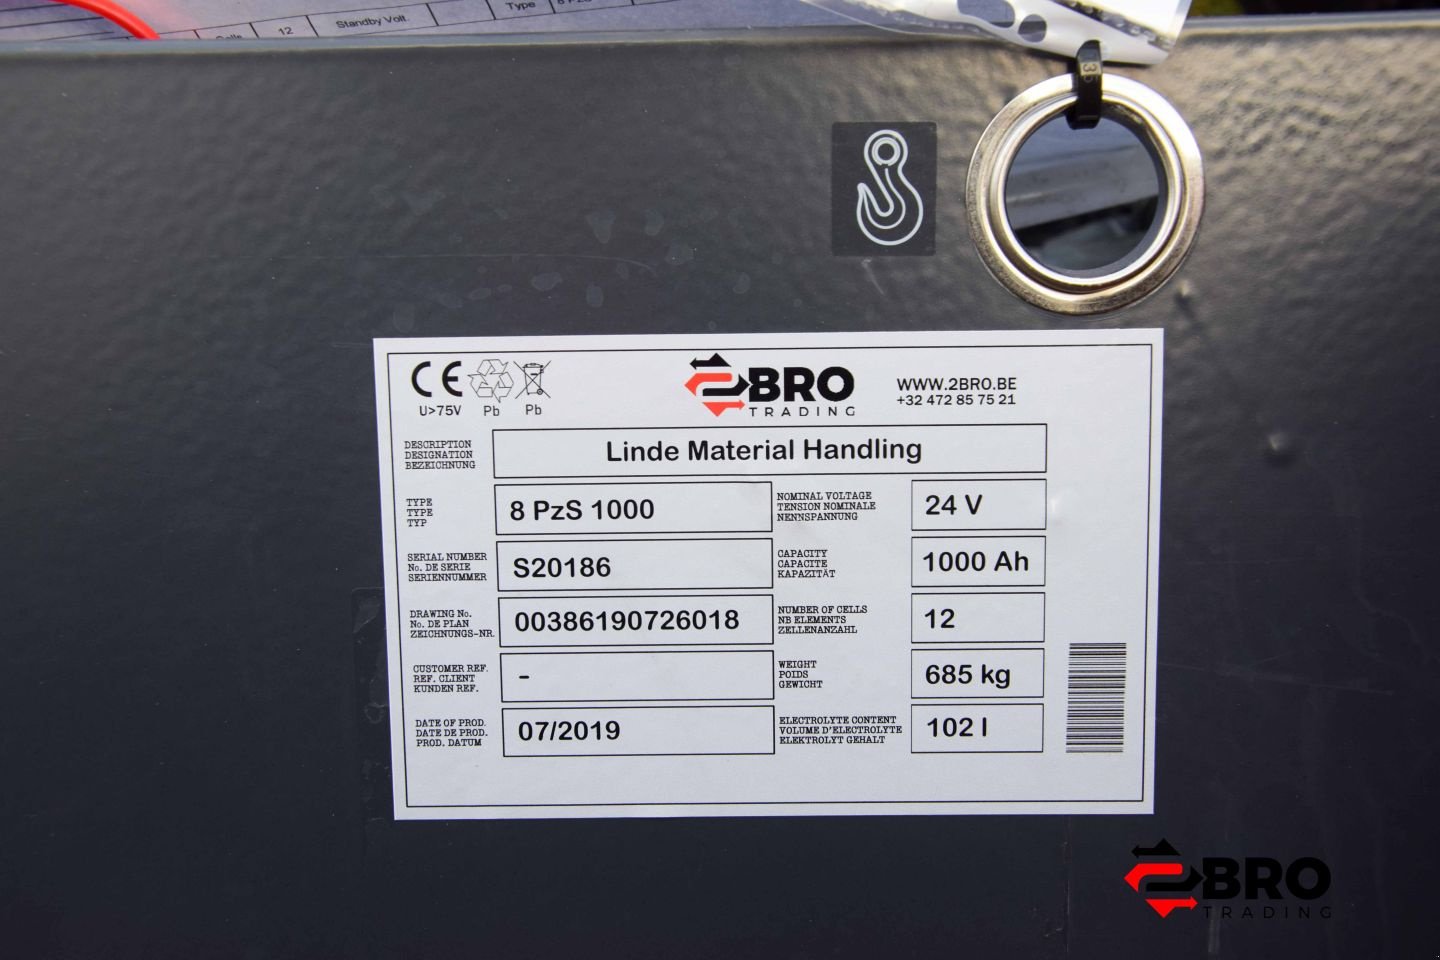 12
Standby Volt.
Type
35
CE
U>75V Pb Pb
2BRO
TRADING
WWW.2BRO.BE
+32 472 85 75 21
DESCRIPTION
DESIGNATION
BEZEICHNUNG
Linde Material Handling
TYPE
TYPE
TYP
8 PzS 1000
NOMINAL VOLTAGE
TENSION NOMINALE
NENNSPANNUNG
24 V
SERIAL NUMBER
No. DE SERIE
SERIENNUMMER
S20186
CAPACITY
CAPACITE
KAPAZITÄT
1000 Ah
DRAWING No.
No. DE PLAN
ZEICHNUNGS-NR.
00386190726018
NUMBER OF CELLS
NB ELEMENTS
ZELLENANZAHL
12
CUSTOMER REF.
REF. CLIENT
KUNDEN REF.
-
WEIGHT
POIDS
GEWICHT
685 kg
DATE OF PROD.
DATE DE PROD.
PROD. DATUM
07/2019
ELECTROLYTE CONTENT
VOLUME D'ELECTROLYTE
ELEKTROLYT GEHALT
102 l
2BRO
TRADING